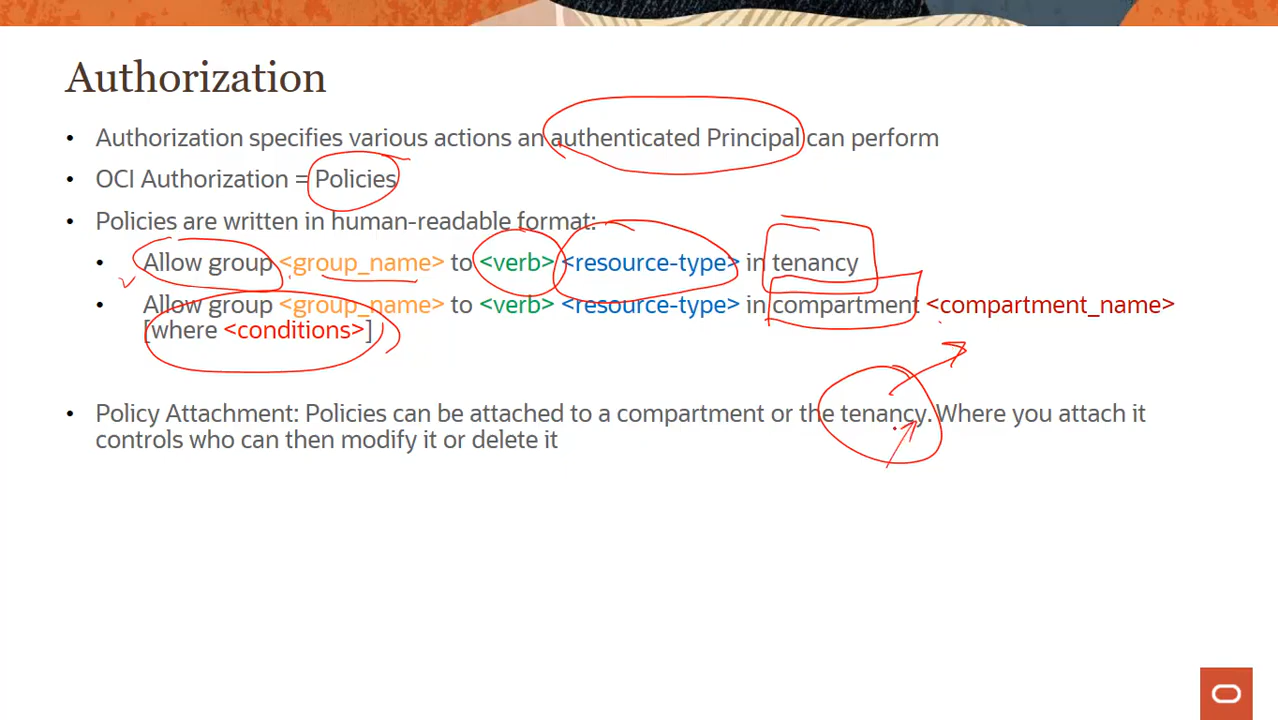 Authorization
• Authorization specifies various actions an authenticated Principal can perform
• OCI Authorization = Policies
• Policies are written in human-readable format:
• Allow group <group_name> to <verb> <resource-type> in tenancy
• Allow group <group_name> to <verb> <resource-type> in compartment <compartment_name>
[where <conditions>]
• Policy Attachment: Policies can be attached to a compartment or the tenancy. Where you attach it
controls who can then modify it or delete it